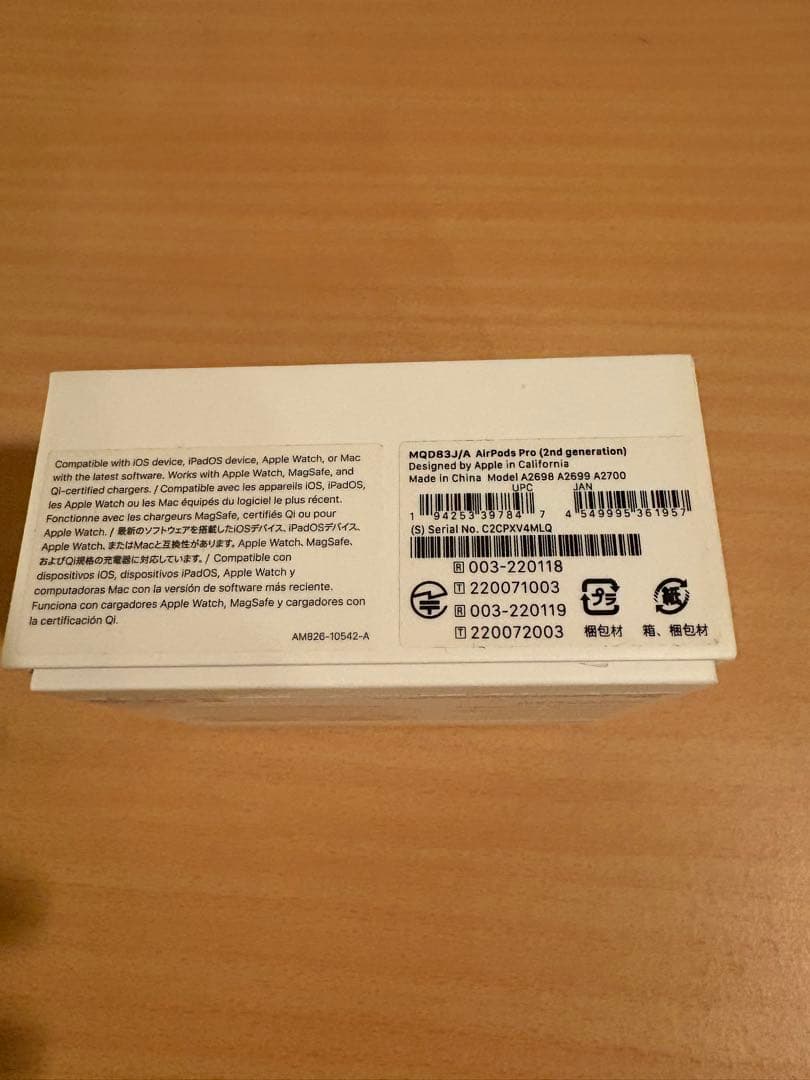 Compatible with iOS device, iPadOS device, Apple Watch, or Mac
with the latest software. Works with Apple Watch, MagSafe, and
Qi-certified chargers. / Compatible avec les appareils iOS, iPadOS,
les Apple Watch ou les Mac équipés du logiciel le plus récent.
Fonctionne avec les chargeurs MagSafe, certifiés Qi ou pour
Apple Watch. / 最新のソフトウェアを搭載したiOSデバイス、iPadOSデバイス、
Apple Watch、またはMacと互換性があります。Apple Watch、MagSafe、
およびQi規格の充電器に対応しています。/ Compatible con
dispositivos iOS, dispositivos iPadOS, Apple Watch y
computadoras Mac con la versión de software más reciente.
Funciona con cargadores Apple Watch, MagSafe y cargadores con
la certificación Qi.
AM826-10542-A
MQD83J/A AirPods Pro (2nd generation)
Designed by Apple in California
Made in China Model A2698 A2699 A2700
UPC JAN
1 94253 39784 7 4 549995 361957
(S) Serial No. C2CPXV4MLQ
R 003-220118
T 220071003
R 003-220119
T 220072003
プラ 紙
梱包材 箱、梱包材